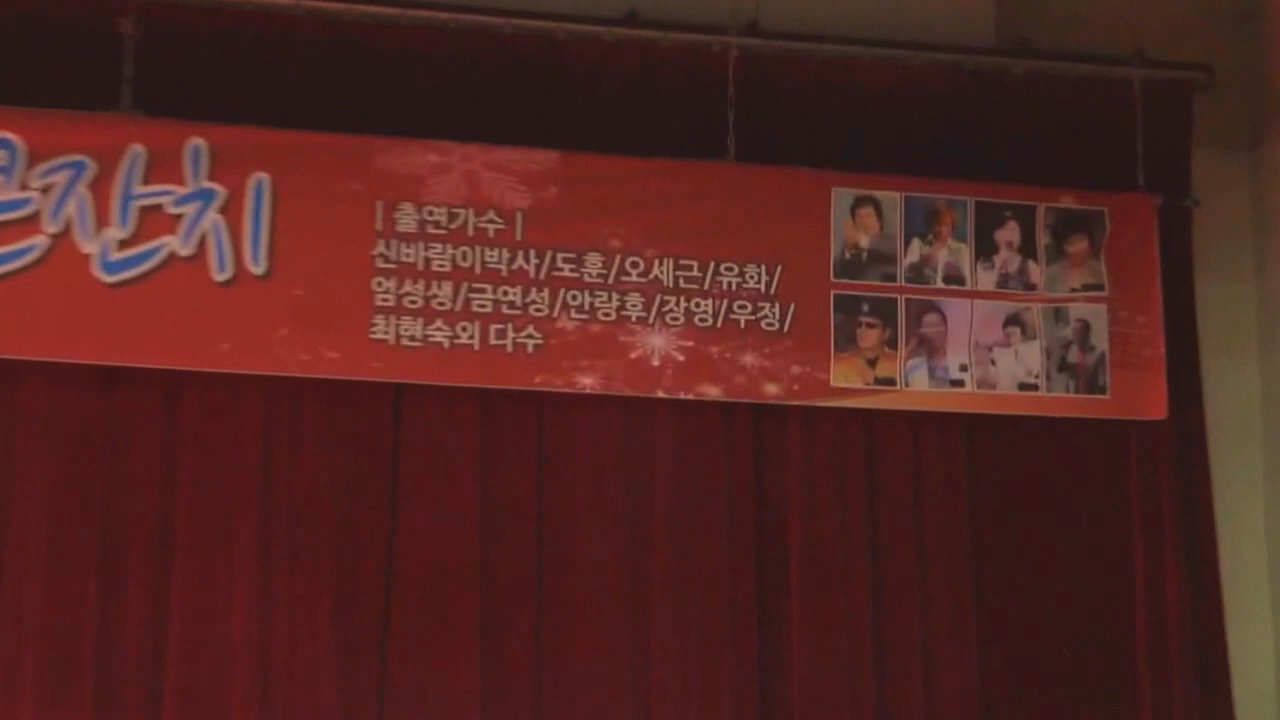 큰잔치
| 출연가수 |
신바람이박사/도훈/오세근/유화/
엄성생/금연성/안량후/장영/우정/
최현숙외 다수